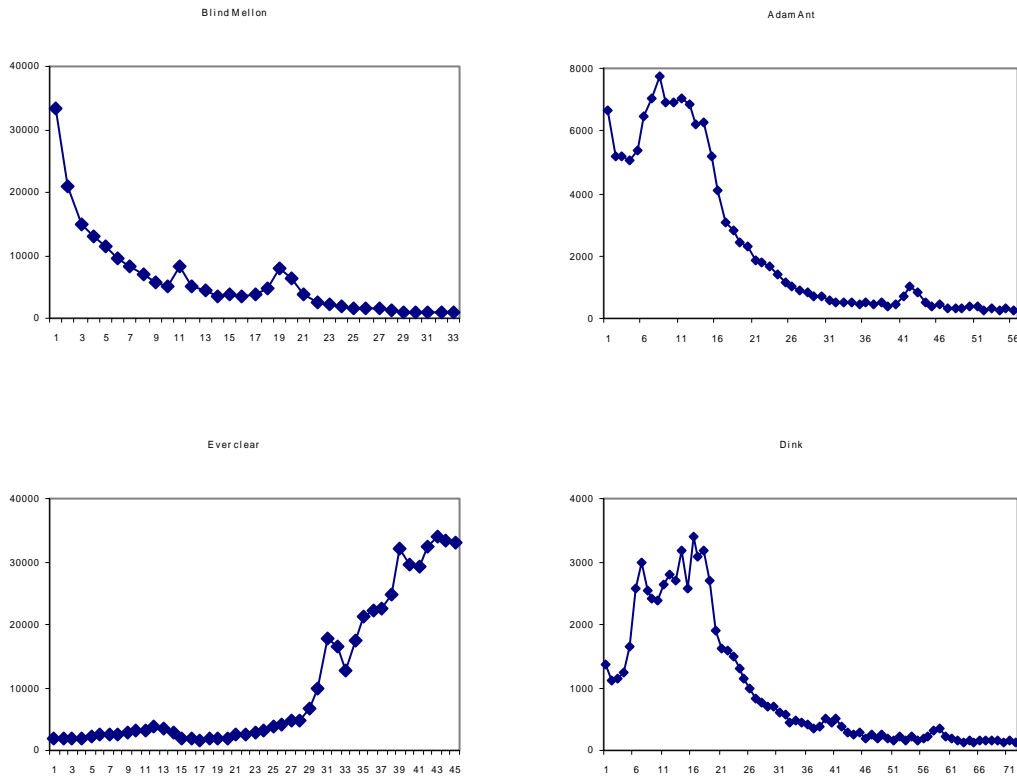 Blind Mellon
40000
30000
20000
10000
0
1 3 5 7 9 11 13 15 17 19 21 23 25 27 29 31 33
Adam Ant
8000
6000
4000
2000
0
1 6 11 16 21 26 31 36 41 46 51 56
Everclear
40000
30000
20000
10000
0
1 3 5 7 9 11 13 15 17 19 21 23 25 27 29 31 33 35 37 39 41 43 45
Dink
4000
3000
2000
1000
0
1 6 11 16 21 26 31 36 41 46 51 56 61 66 71